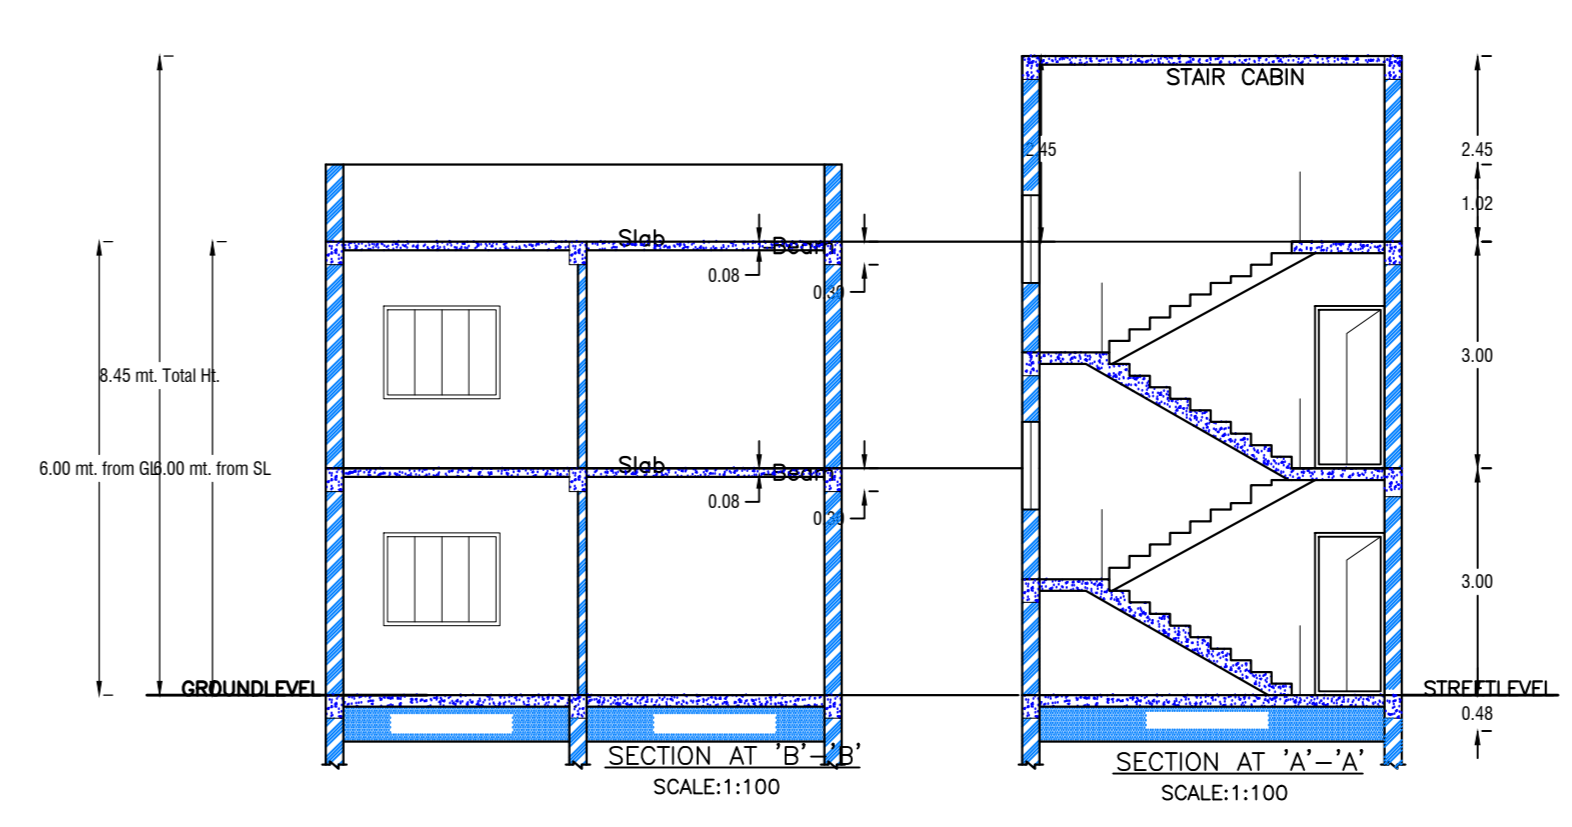 STAIR CABIN
2.45
2.45
1.02
Slab
Beam
0.08
0.30
8.45 mt. Total Ht.
3.00
6.00 mt. from GL
6.00 mt. from SL
Slab
Beam
0.08
0.30
3.00
GROUNDLEVEL
STREETLEVEL
0.48
SECTION AT 'B'-'B'
SCALE:1:100
SECTION AT 'A'-'A'
SCALE:1:100